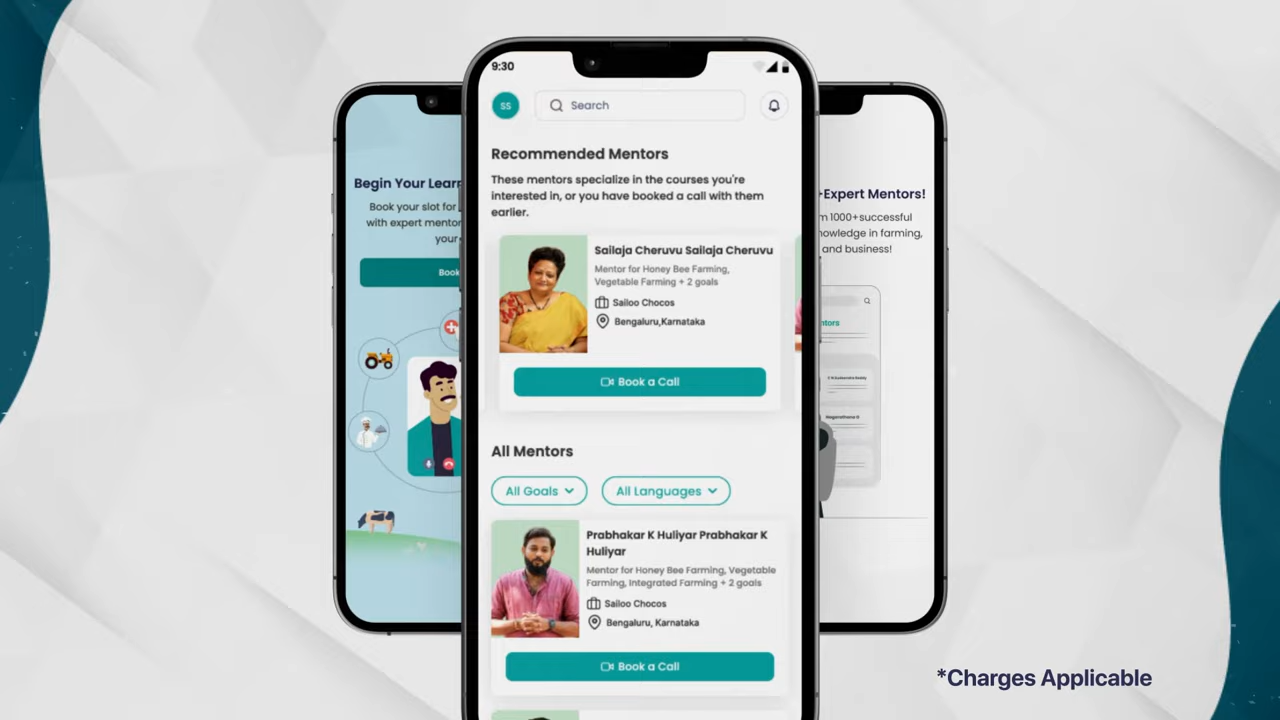 Begin Your Lear
Book your slot for
with expert mentor
your
Book
9:30
SS
Search
Recommended Mentors
These mentors specialize in the courses you're
interested in, or you have booked a call with them
earlier.
Sailaja Cheruvu Sailaja Cheruvu
Mentor for Honey Bee Farming,
Vegetable Farming + 2 goals
Sailoo Chocos
Bengaluru,Karnataka
Book a Call
All Mentors
All Goals
All Languages
Prabhakar K Huliyar Prabhakar K
Huliyar
Mentor for Honey Bee Farming, Vegetable
Farming, Integrated Farming + 2 goals
Sailoo Chocos
Bengaluru, Karnataka
Book a Call
Expert Mentors!
m 1000+successful
nowledge in farming,
and business!
ntors
Nagarathana K
*Charges Applicable